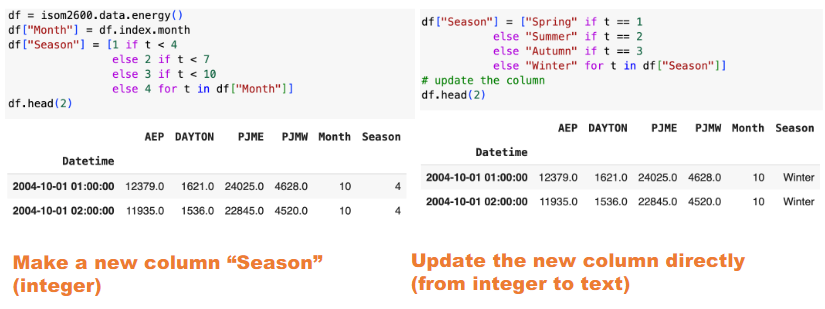 df = isom2600.data.energy()
df["Month"] = df.index.month
df["Season"] = [1 if t < 4
else 2 if t < 7
else 3 if t < 10
else 4 for t in df["Month"]]
df.head(2)
AEP DAYTON PJME PJMW Month Season
Datetime
2004-10-01 01:00:00 12379.0 1621.0 24025.0 4628.0 10 4
2004-10-01 02:00:00 11935.0 1536.0 22845.0 4520.0 10 4
Make a new column “Season”
(integer)
df["Season"] = ["Spring" if t == 1
else "Summer" if t == 2
else "Autumn" if t == 3
else "Winter" for t in df["Season"]]
# update the column
df.head(2)
AEP DAYTON PJME PJMW Month Season
Datetime
2004-10-01 01:00:00 12379.0 1621.0 24025.0 4628.0 10 Winter
2004-10-01 02:00:00 11935.0 1536.0 22845.0 4520.0 10 Winter
Update the new column directly
(from integer to text)